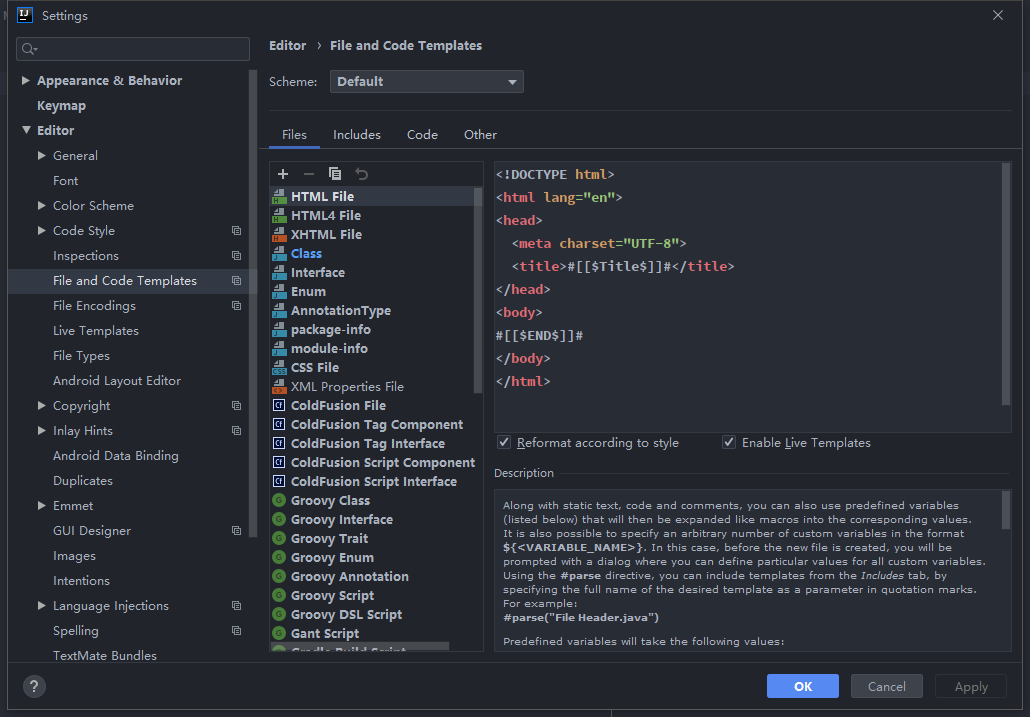 Settings
Appearance & Behavior
Keymap
Editor
General
Font
Color Scheme
Code Style
Inspections
File and Code Templates
File Encodings
Live Templates
File Types
Android Layout Editor
Copyright
Inlay Hints
Android Data Binding
Duplicates
Emmet
GUI Designer
Images
Intentions
Language Injections
Spelling
TextMate Bundles
Editor › File and Code Templates
Scheme: Default
Files Includes Code Other
HTML File
HTML4 File
XHTML File
Class
Interface
Enum
AnnotationType
package-info
module-info
CSS File
XML Properties File
ColdFusion File
ColdFusion Tag Component
ColdFusion Tag Interface
ColdFusion Script Component
ColdFusion Script Interface
Groovy Class
Groovy Interface
Groovy Trait
Groovy Enum
Groovy Annotation
Groovy Script
Groovy DSL Script
Gant Script
Gradle Build Script
<!DOCTYPE html>
<html lang="en">
<head>
<meta charset="UTF-8">
<title>#[[$Title$]]#</title>
</head>
<body>
#[[$END$]]#
</body>
</html>
Reformat according to style Enable Live Templates
Description
Along with static text, code and comments, you can also use predefined variables
(listed below) that will then be expanded like macros into the corresponding values.
It is also possible to specify an arbitrary number of custom variables in the format
${<VARIABLE_NAME>}. In this case, before the new file is created, you will be
prompted with a dialog where you can define particular values for all custom variables.
Using the #parse directive, you can include templates from the Includes tab, by
specifying the full name of the desired template as a parameter in quotation marks.
For example:
#parse("File Header.java")
Predefined variables will take the following values:
? OK Cancel Apply